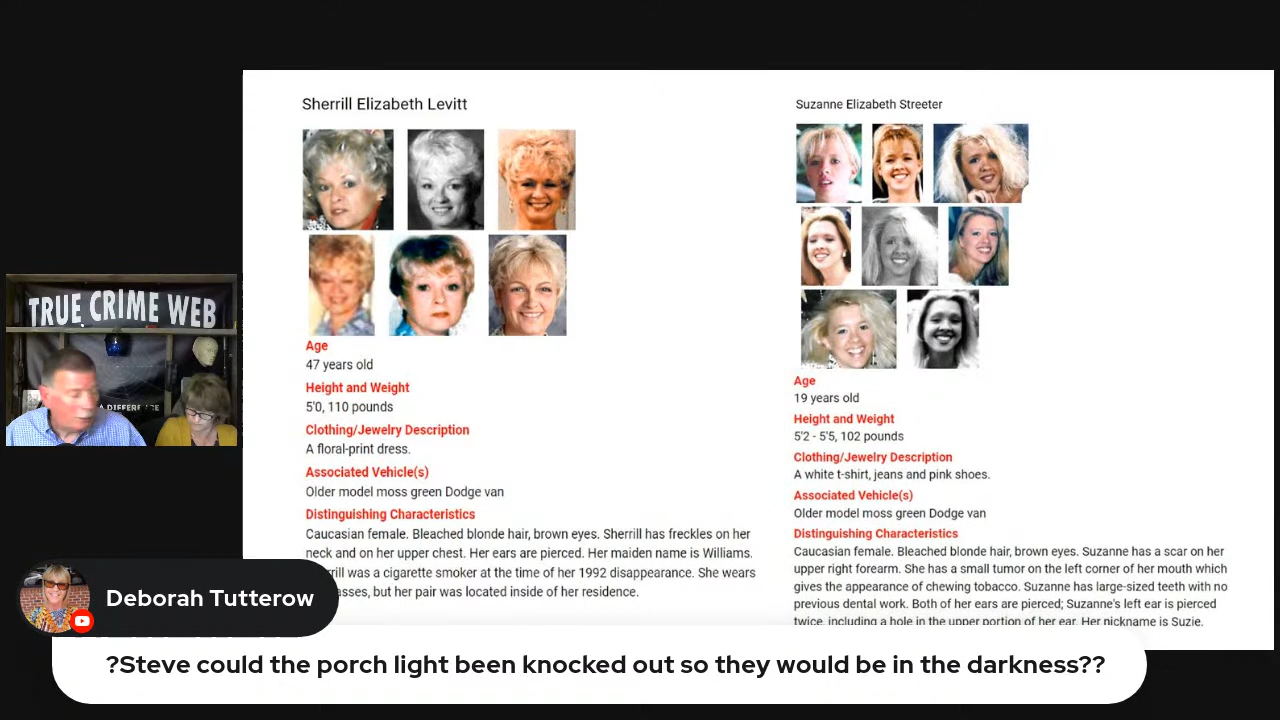 Sherrill Elizabeth Levitt
Age
47 years old
Height and Weight
5'0, 110 pounds
Clothing/Jewelry Description
A floral-print dress.
Associated Vehicle(s)
Older model moss green Dodge van
Distinguishing Characteristics
Caucasian female. Bleached blonde hair, brown eyes. Sherrill has freckles on her
neck and on her upper chest. Her ears are pierced. Her maiden name is Williams.
was a cigarette smoker at the time of her 1992 disappearance. She wears
but her pair was located inside of her residence.
Suzanne Elizabeth Streeter
Age
19 years old
Height and Weight
5'2 - 5'5, 102 pounds
Clothing/Jewelry Description
A white t-shirt, jeans and pink shoes.
Associated Vehicle(s)
Older model moss green Dodge van
Distinguishing Characteristics
Caucasian female. Bleached blonde hair, brown eyes. Suzanne has a scar on her
upper right forearm. She has a small tumor on the left corner of her mouth which
gives the appearance of chewing tobacco. Suzanne has large-sized teeth with no
previous dental work. Both of her ears are pierced; Suzanne's left ear is pierced
twice, including a hole in the upper portion of her ear. Her nickname is Suzie.
TRUE CRIME WEB
A DIFFERENCE
Deborah Tutterow
?Steve could the porch light been knocked out so they would be in the darkness??